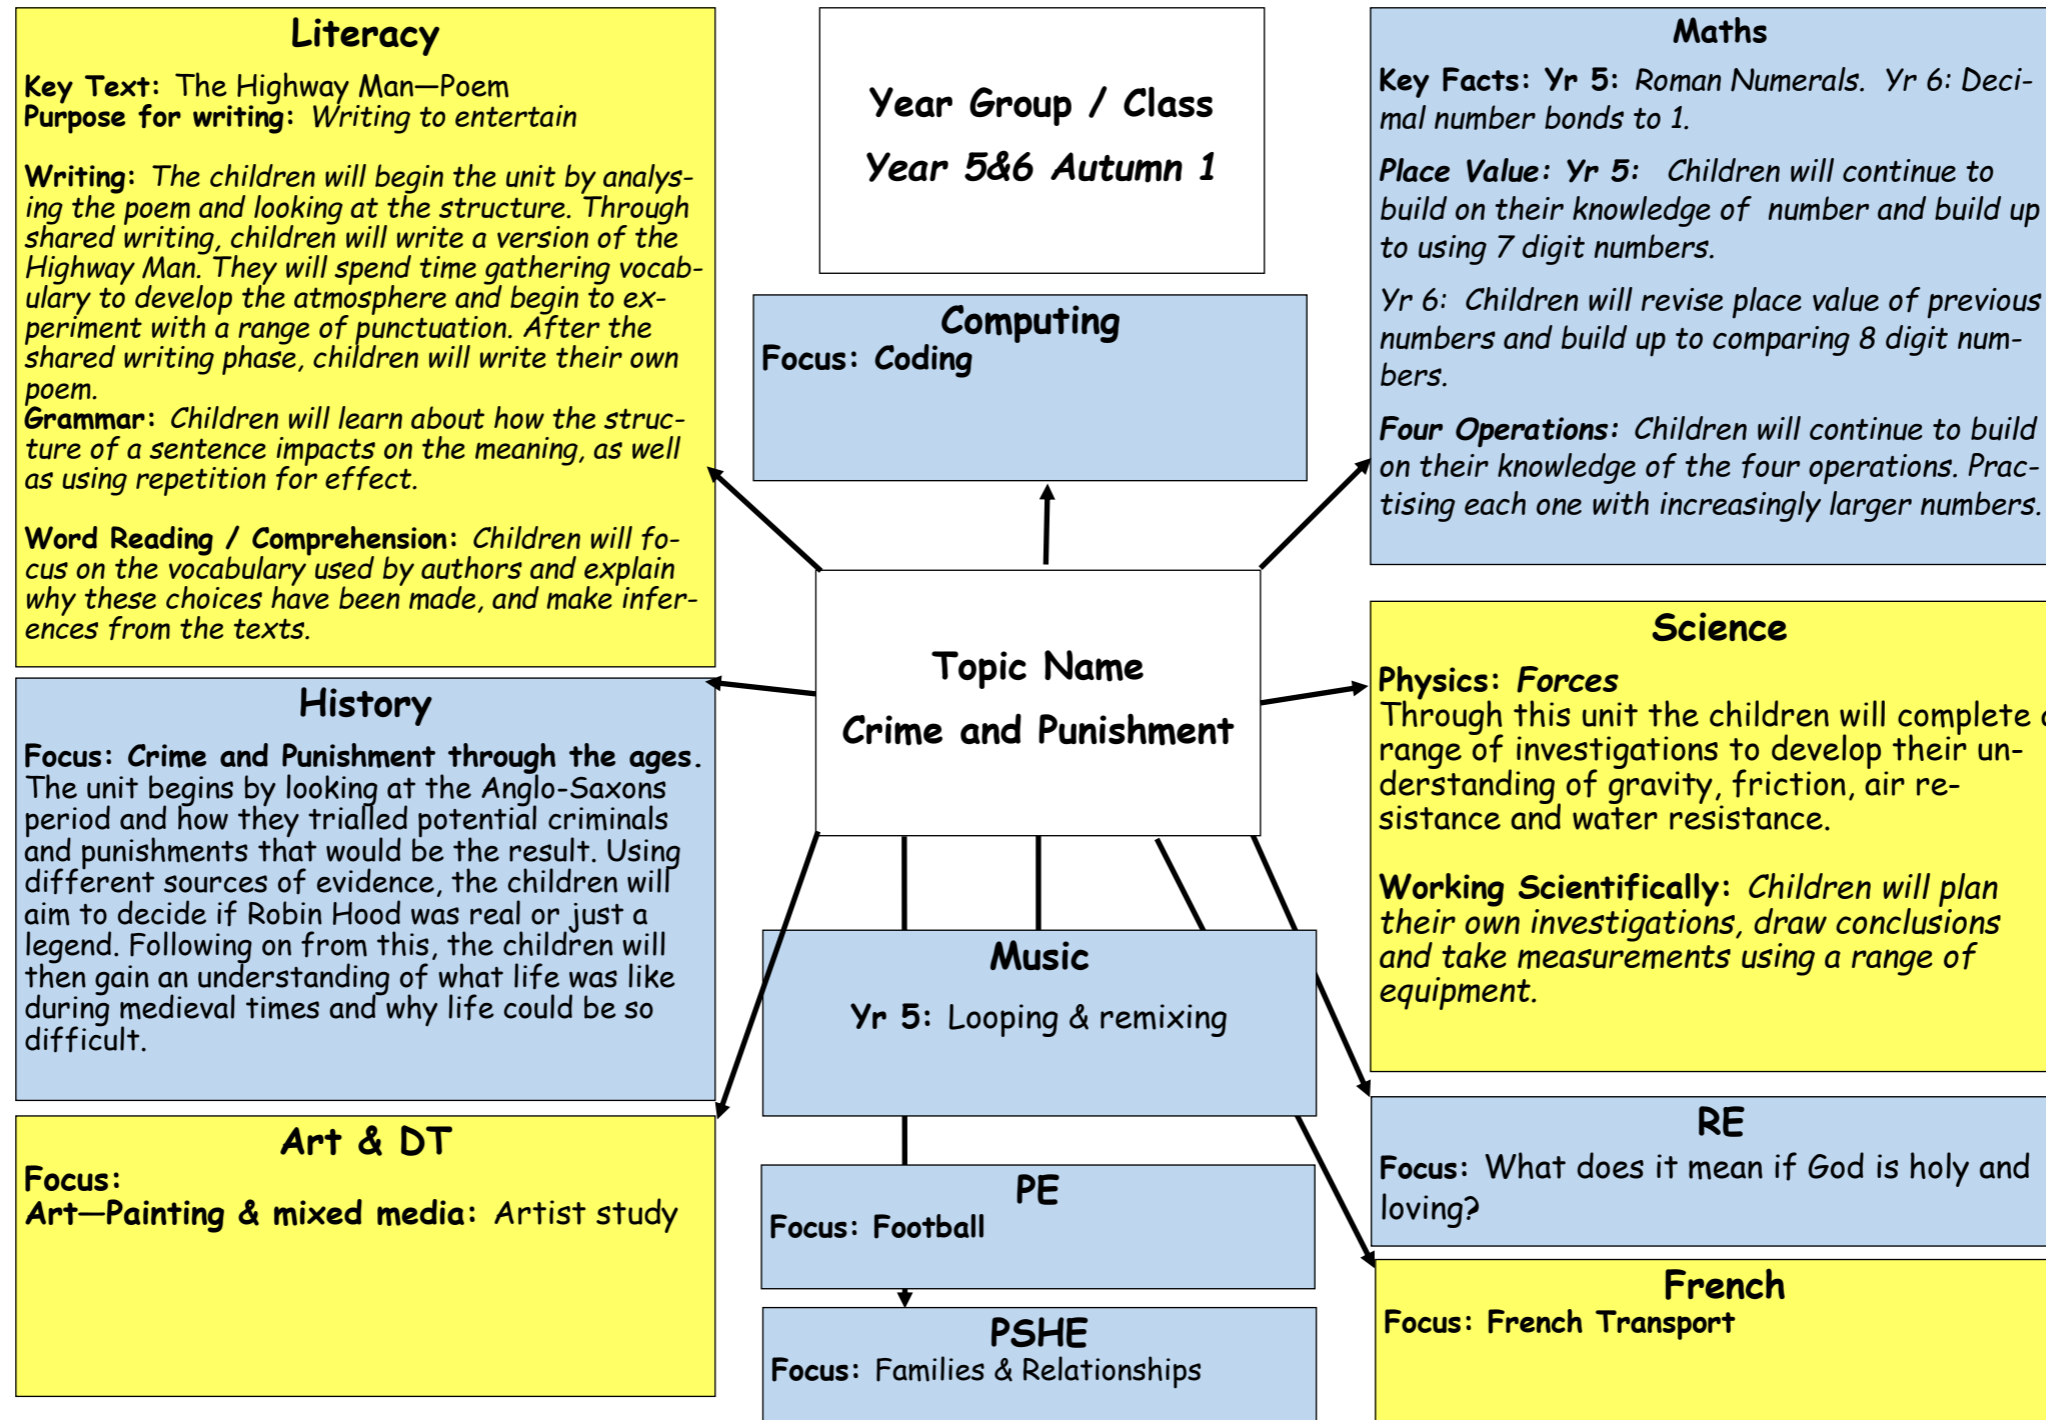 Literacy
Key Text: The Highway Man—Poem
Purpose for writing: Writing to entertain
Writing: The children will begin the unit by analys-
ing the poem and looking at the structure. Through
shared writing, children will write a version of the
Highway Man. They will spend time gathering vocab-
ulary to develop the atmosphere and begin to ex-
periment with a range of punctuation. After the
shared writing phase, children will write their own
poem.
Grammar: Children will learn about how the struc-
ture of a sentence impacts on the meaning, as well
as using repetition for effect.
Word Reading / Comprehension: Children will fo-
cus on the vocabulary used by authors and explain
why these choices have been made, and make infer-
ences from the texts.
Year Group / Class
Year 5&6 Autumn 1
Computing
Focus: Coding
Maths
Key Facts: Yr 5: Roman Numerals. Yr 6: Deci-
mal number bonds to 1.
Place Value: Yr 5: Children will continue to
build on their knowledge of number and build up
to using 7 digit numbers.
Yr 6: Children will revise place value of previous
numbers and build up to comparing 8 digit num-
bers.
Four Operations: Children will continue to build
on their knowledge of the four operations. Prac-
tising each one with increasingly larger numbers.
Topic Name
Crime and Punishment
History
Focus: Crime and Punishment through the ages.
The unit begins by looking at the Anglo-Saxons
period and how they trialled potential criminals
and punishments that would be the result. Using
different sources of evidence, the children will
aim to decide if Robin Hood was real or just a
legend. Following on from this, the children will
then gain an understanding of what life was like
during medieval times and why life could be so
difficult.
Science
Physics: Forces
Through this unit the children will complete
range of investigations to develop their un-
derstanding of gravity, friction, air re-
sistance and water resistance.
Working Scientifically: Children will plan
their own investigations, draw conclusions
and take measurements using a range of
equipment.
Music
Yr 5: Looping & remixing
Art & DT
Focus:
Art—Painting & mixed media: Artist study
PE
Focus: Football
RE
Focus: What does it mean if God is holy and
loving?
PSHE
Focus: Families & Relationships
French
Focus: French Transport